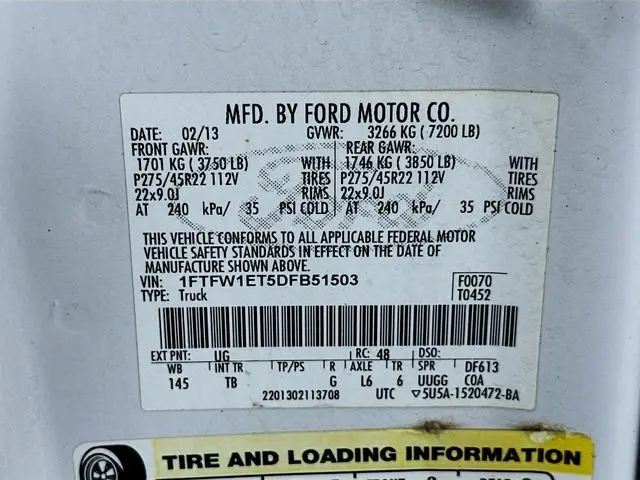 MFD. BY FORD MOTOR CO.
DATE: 02/13 GVWR: 3266 KG ( 7200 LB)
FRONT GAWR: REAR GAWR:
1701 KG ( 3750 LB) WITH 1746 KG ( 3850 LB) WITH
P275/45R22 112V TIRES P275/45R22 112V TIRES
22x9.0J RIMS 22x9.0J RIMS
AT 240 kPa/ 35 PSI COLD AT 240 kPa/ 35 PSI COLD
THIS VEHICLE CONFORMS TO ALL APPLICABLE FEDERAL MOTOR
VEHICLE SAFETY STANDARDS IN EFFECT ON THE DATE OF
MANUFACTURE SHOWN ABOVE.
VIN: 1FTFW1ET5DFB51503 F0070
TYPE: Truck T0452
EXT PNT: UG RC: 48 DSO:
WB INT TR TP/PS R AXLE TR SPR DF613
145 TB G L6 6 UUGG COA
2201302113708 UTC ▽5U5A-1520472-BA
TIRE AND LOADING INFORMATION